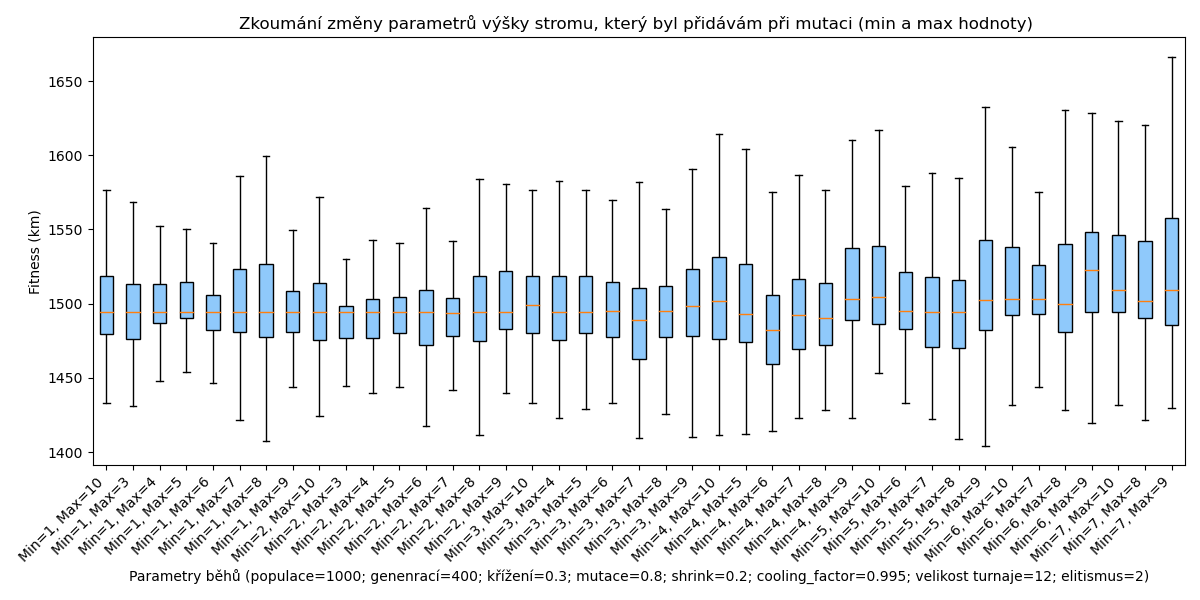 Zkoumání změny parametrů výšky stromu, který byl přidávám při mutaci (min a max hodnoty)
Fitness (km)
1650
1600
1550
1500
1450
1400
Min=1, Max=10
Min=1, Max=3
Min=1, Max=4
Min=1, Max=5
Min=1, Max=6
Min=1, Max=7
Min=1, Max=8
Min=1, Max=9
Min=2, Max=10
Min=2, Max=3
Min=2, Max=4
Min=2, Max=5
Min=2, Max=6
Min=2, Max=7
Min=2, Max=8
Min=2, Max=9
Min=3, Max=10
Min=3, Max=4
Min=3, Max=5
Min=3, Max=6
Min=3, Max=7
Min=3, Max=8
Min=3, Max=9
Min=4, Max=10
Min=4, Max=5
Min=4, Max=6
Min=4, Max=7
Min=4, Max=8
Min=4, Max=9
Min=5, Max=10
Min=5, Max=6
Min=5, Max=7
Min=5, Max=8
Min=5, Max=9
Min=6, Max=10
Min=6, Max=7
Min=6, Max=8
Min=6, Max=9
Min=7, Max=10
Min=7, Max=8
Min=7, Max=9
Parametry běhů (populace=1000; genenrací=400; křížení=0.3; mutace=0.8; shrink=0.2; cooling_factor=0.995; velikost turnaje=12; elitismus=2)